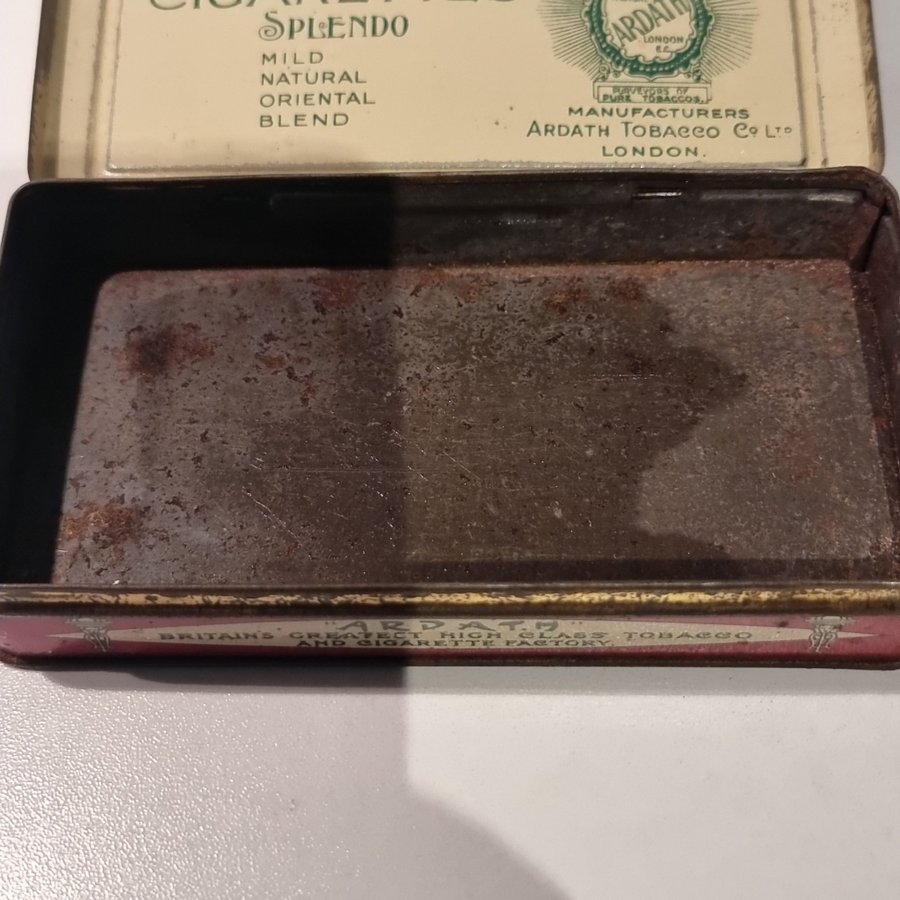 CIGARETTES
SPLENDO
MILD
NATURAL
ORIENTAL
BLEND
ARDATH
LONDON
E.C.
PURVEYORS OF
PURE TOBACCOS.
MANUFACTURERS
ARDATH TOBACCO Co LTD
LONDON.
"ARDATH"
BRITAIN'S GREATEST HIGH CLASS TOBACCO
AND CIGARETTE FACTORY.